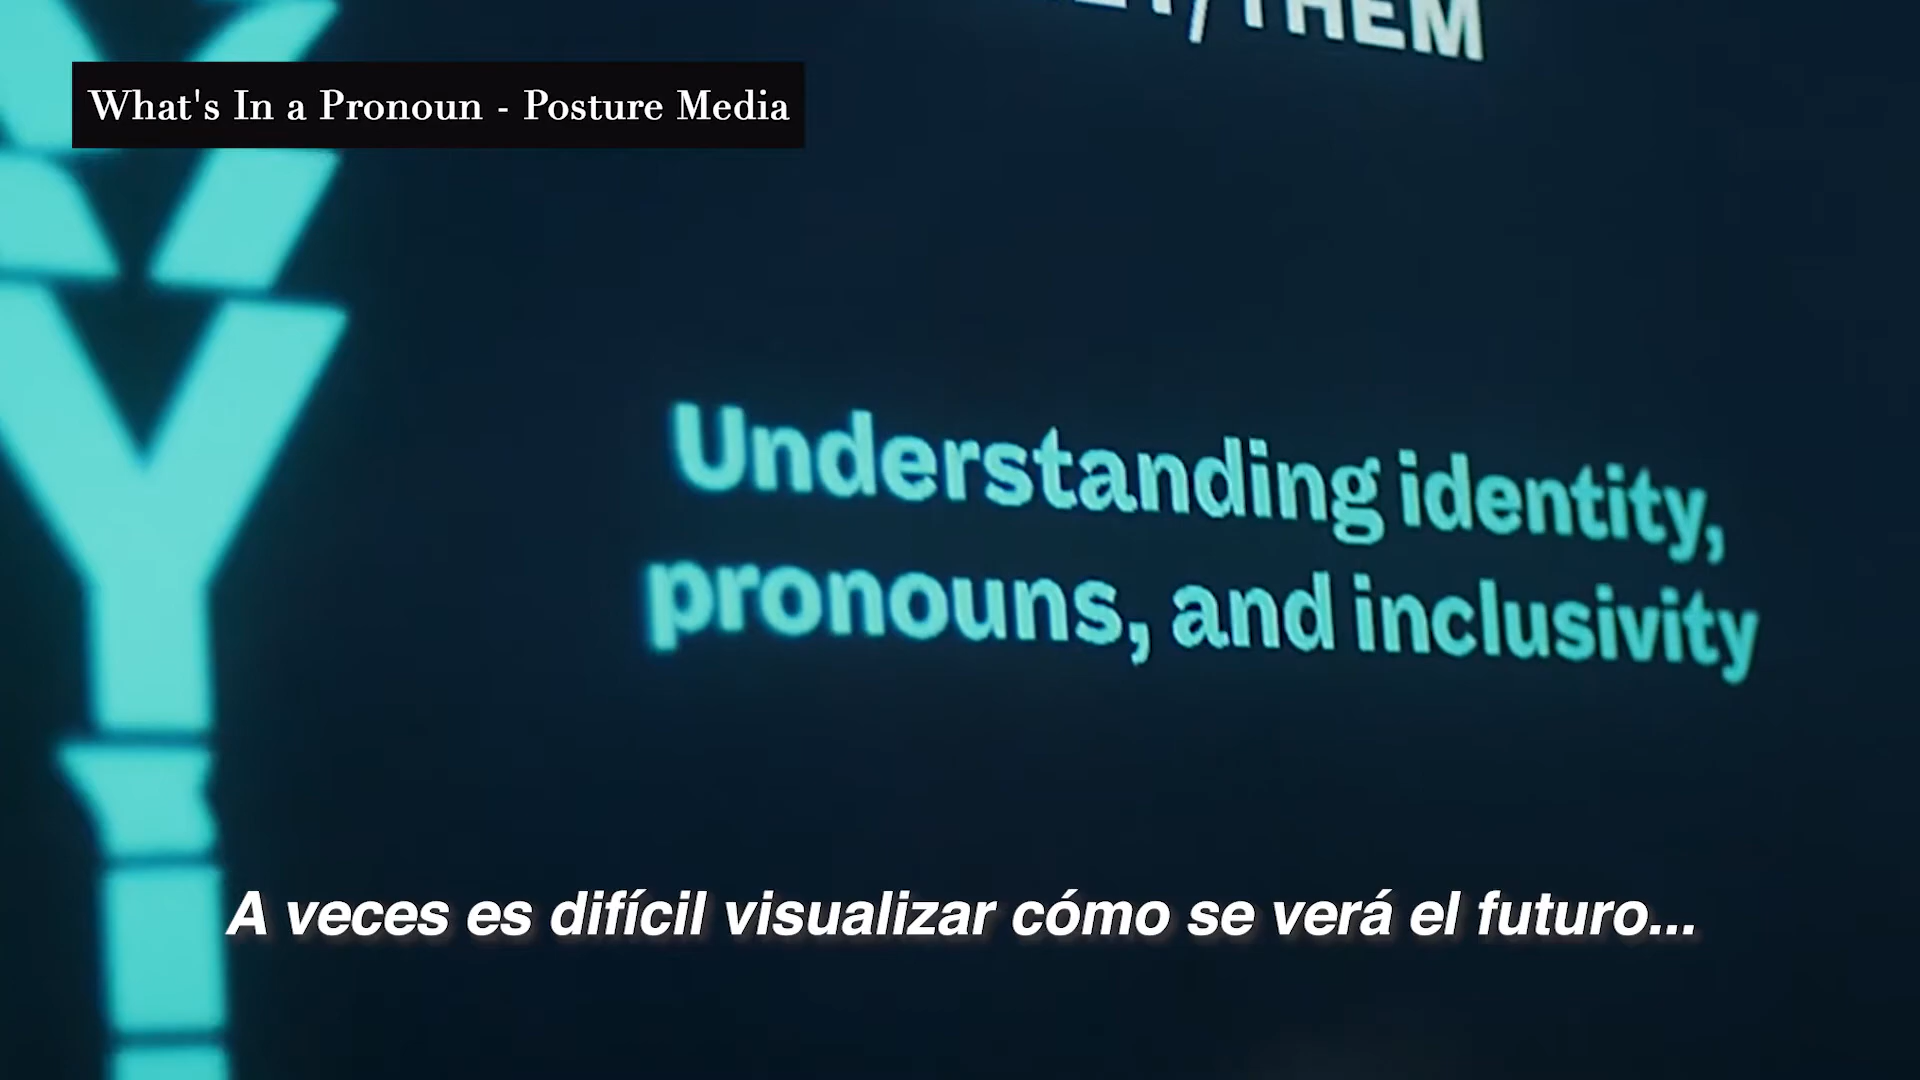 THEM
What's In a Pronoun - Posture Media
Y
Understanding identity,
pronouns, and inclusivity
A veces es difícil visualizar cómo se verá el futuro...